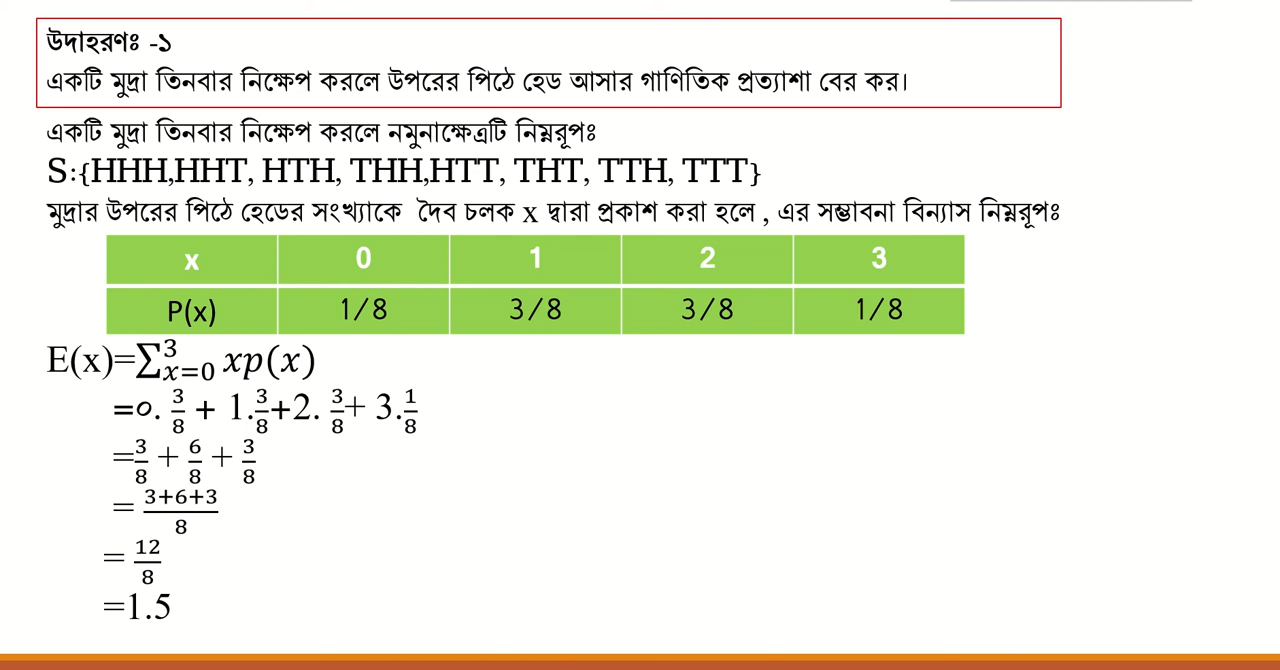 উদাহরণঃ -১
একটি মুদ্রা তিনবার নিক্ষেপ করলে উপরের পিঠে হেড আসার গাণিতিক প্রত্যাশা বের কর।
একটি মুদ্রা তিনবার নিক্ষেপ করলে নমুনাক্ষেত্রটি নিম্নরূপঃ
S:{HHH,HHT, HTH, THH,HTT, THT, TTH, TTT}
মুদ্রার উপরের পিঠে হেডের সংখ্যাকে দৈব চলক x দ্বারা প্রকাশ করা হলে , এর সম্ভাবনা বিন্যাস নিম্নরূপঃ
x 0 1 2 3
P(x) 1/8 3/8 3/8 1/8
E(x)=∑³ₓ₌₀ xp(x)
=০. 3/8 + 1.3/8+2. 3/8+ 3.1/8
=3/8 + 6/8 + 3/8
= 3+6+3/8
= 12/8
=1.5